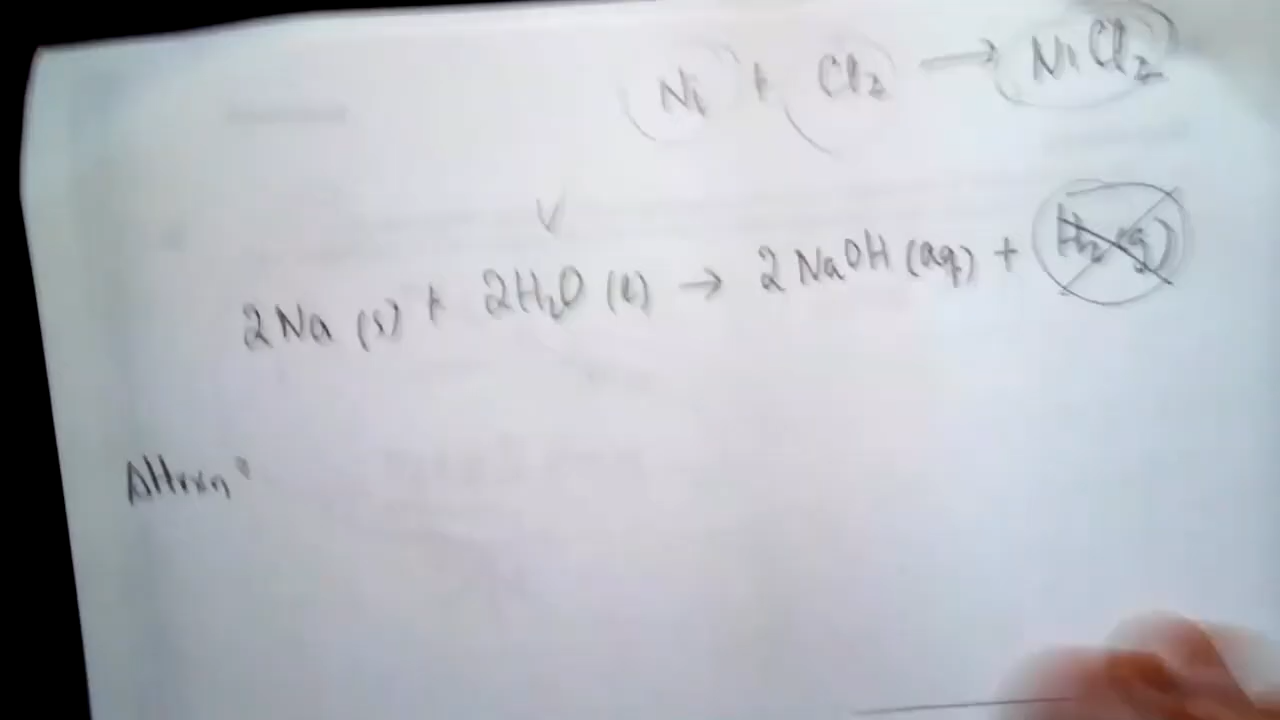 Ni + Cl₂ → NiCl₂
2Na (s) + 2H₂O (l) → 2NaOH (aq) + H₂ (g)
ΔHrxn°